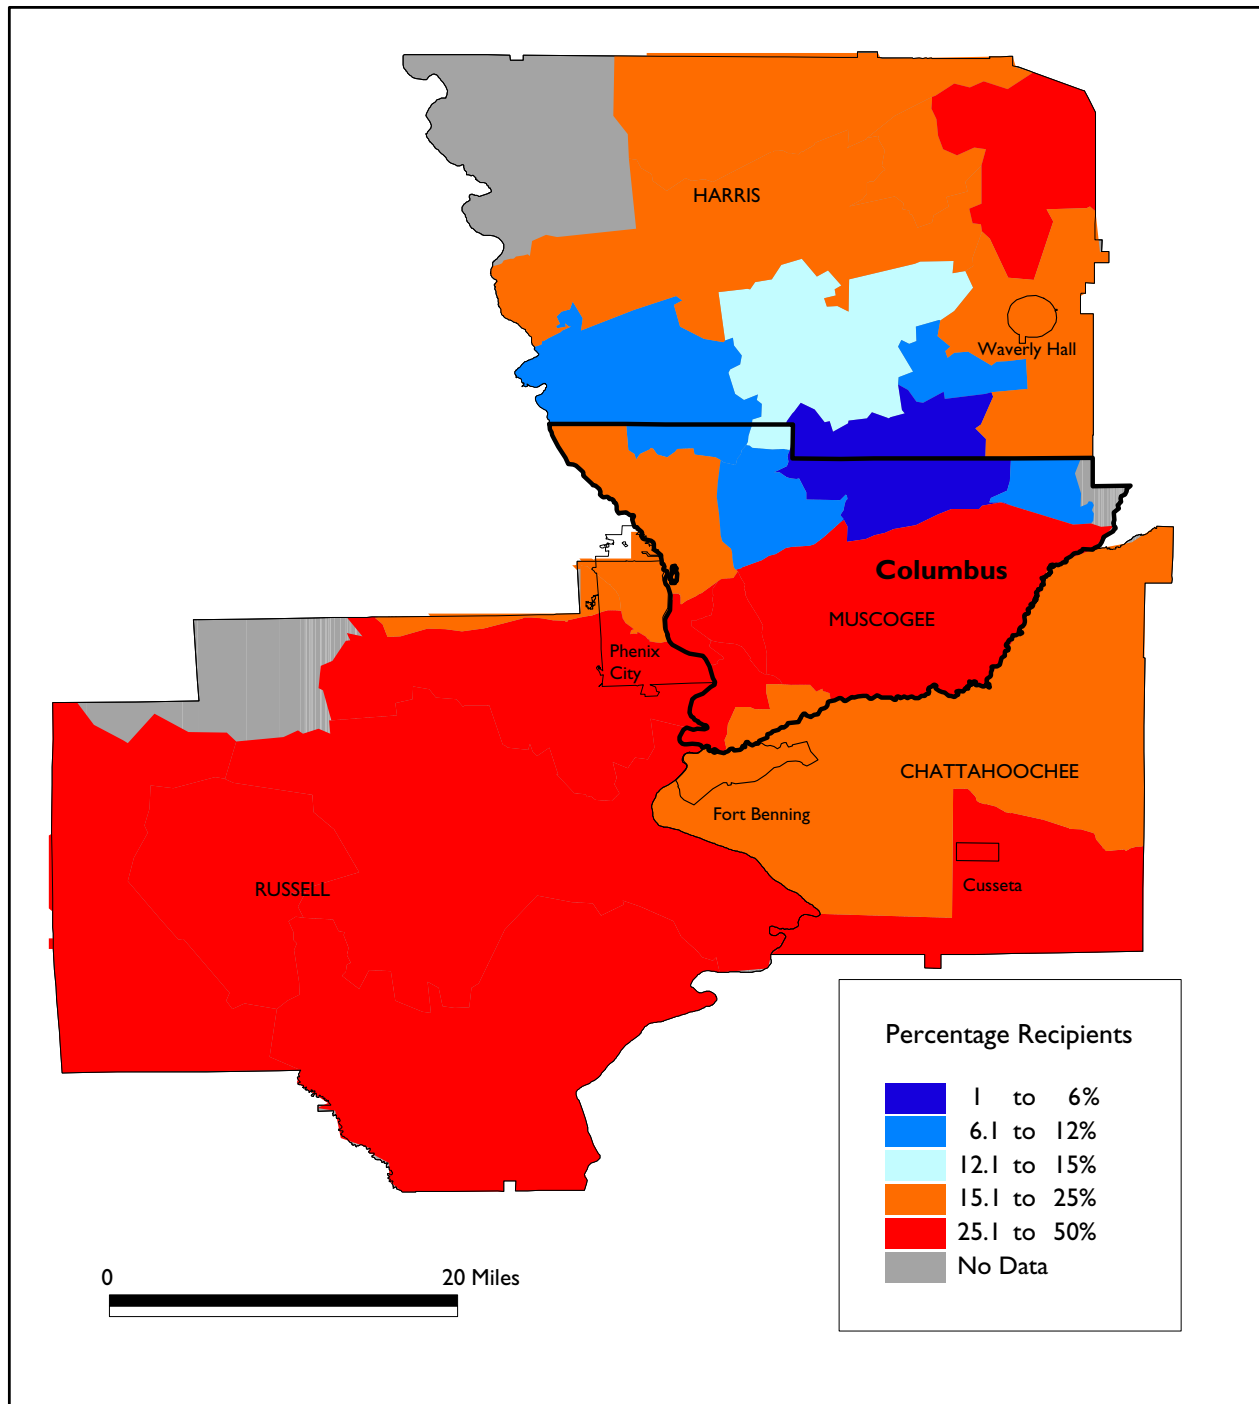 HARRIS
Waverly Hall
Columbus
MUSCOGEE
Phenix
City
CHATTAHOOCHEE
Fort Benning
RUSSELL
Cusseta
Percentage Recipients
1 to 6%
6.1 to 12%
12.1 to 15%
15.1 to 25%
25.1 to 50%
No Data
0 20 Miles